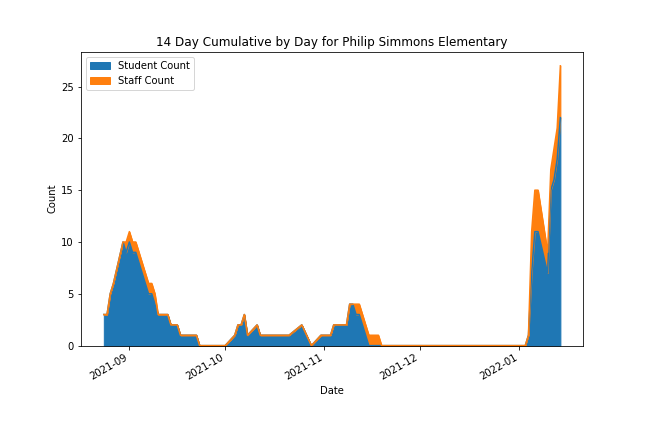 14 Day Cumulative by Day for Philip Simmons Elementary
Student Count
Staff Count
Count
25
20
15
10
5
0
2021-09
2021-10
2021-11
2021-12
2022-01
Date